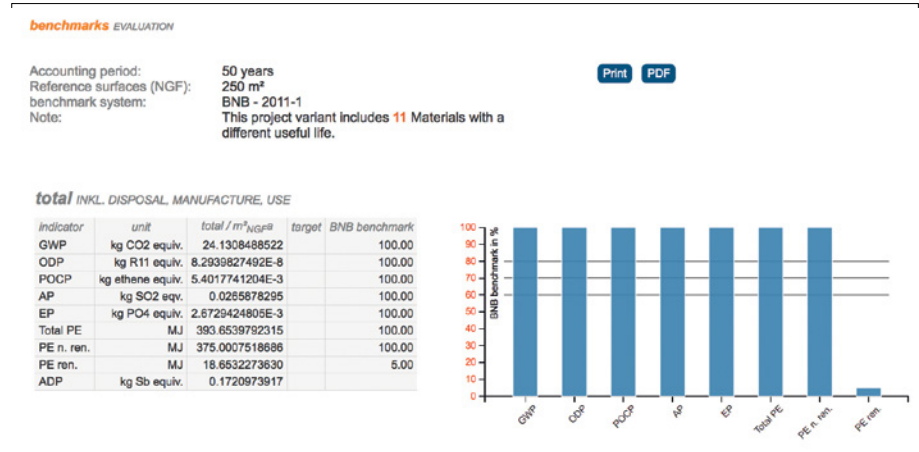 benchmarks EVALUATION
Accounting period: 50 years
Reference surfaces (NGF): 250 m²
benchmark system: BNB - 2011-1
Note: This project variant includes 11 Materials with a
different useful life.
Print PDF
total INKL. DISPOSAL, MANUFACTURE, USE
indicator unit total / m²NGFa target BNB benchmark
GWP kg CO2 equiv. 24.1308488522 100.00
ODP kg R11 equiv. 8.2939827492E-8 100.00
POCP kg ethene equiv. 5.4017741204E-3 100.00
AP kg SO2 eqv. 0.0265878295 100.00
EP kg PO4 equiv. 2.6729424806E-3 100.00
Total PE MJ 393.6539792315 100.00
PE n. ren. MJ 375.0007518686 100.00
PE ren. MJ 18.6532273630 5.00
ADP kg Sb equiv. 0.1720973917
BNB benchmark in %
100
90
80
70
60
50
40
30
20
10
0
GWP ODP POCP AP EP Total PE PE n. ren. PE ren.